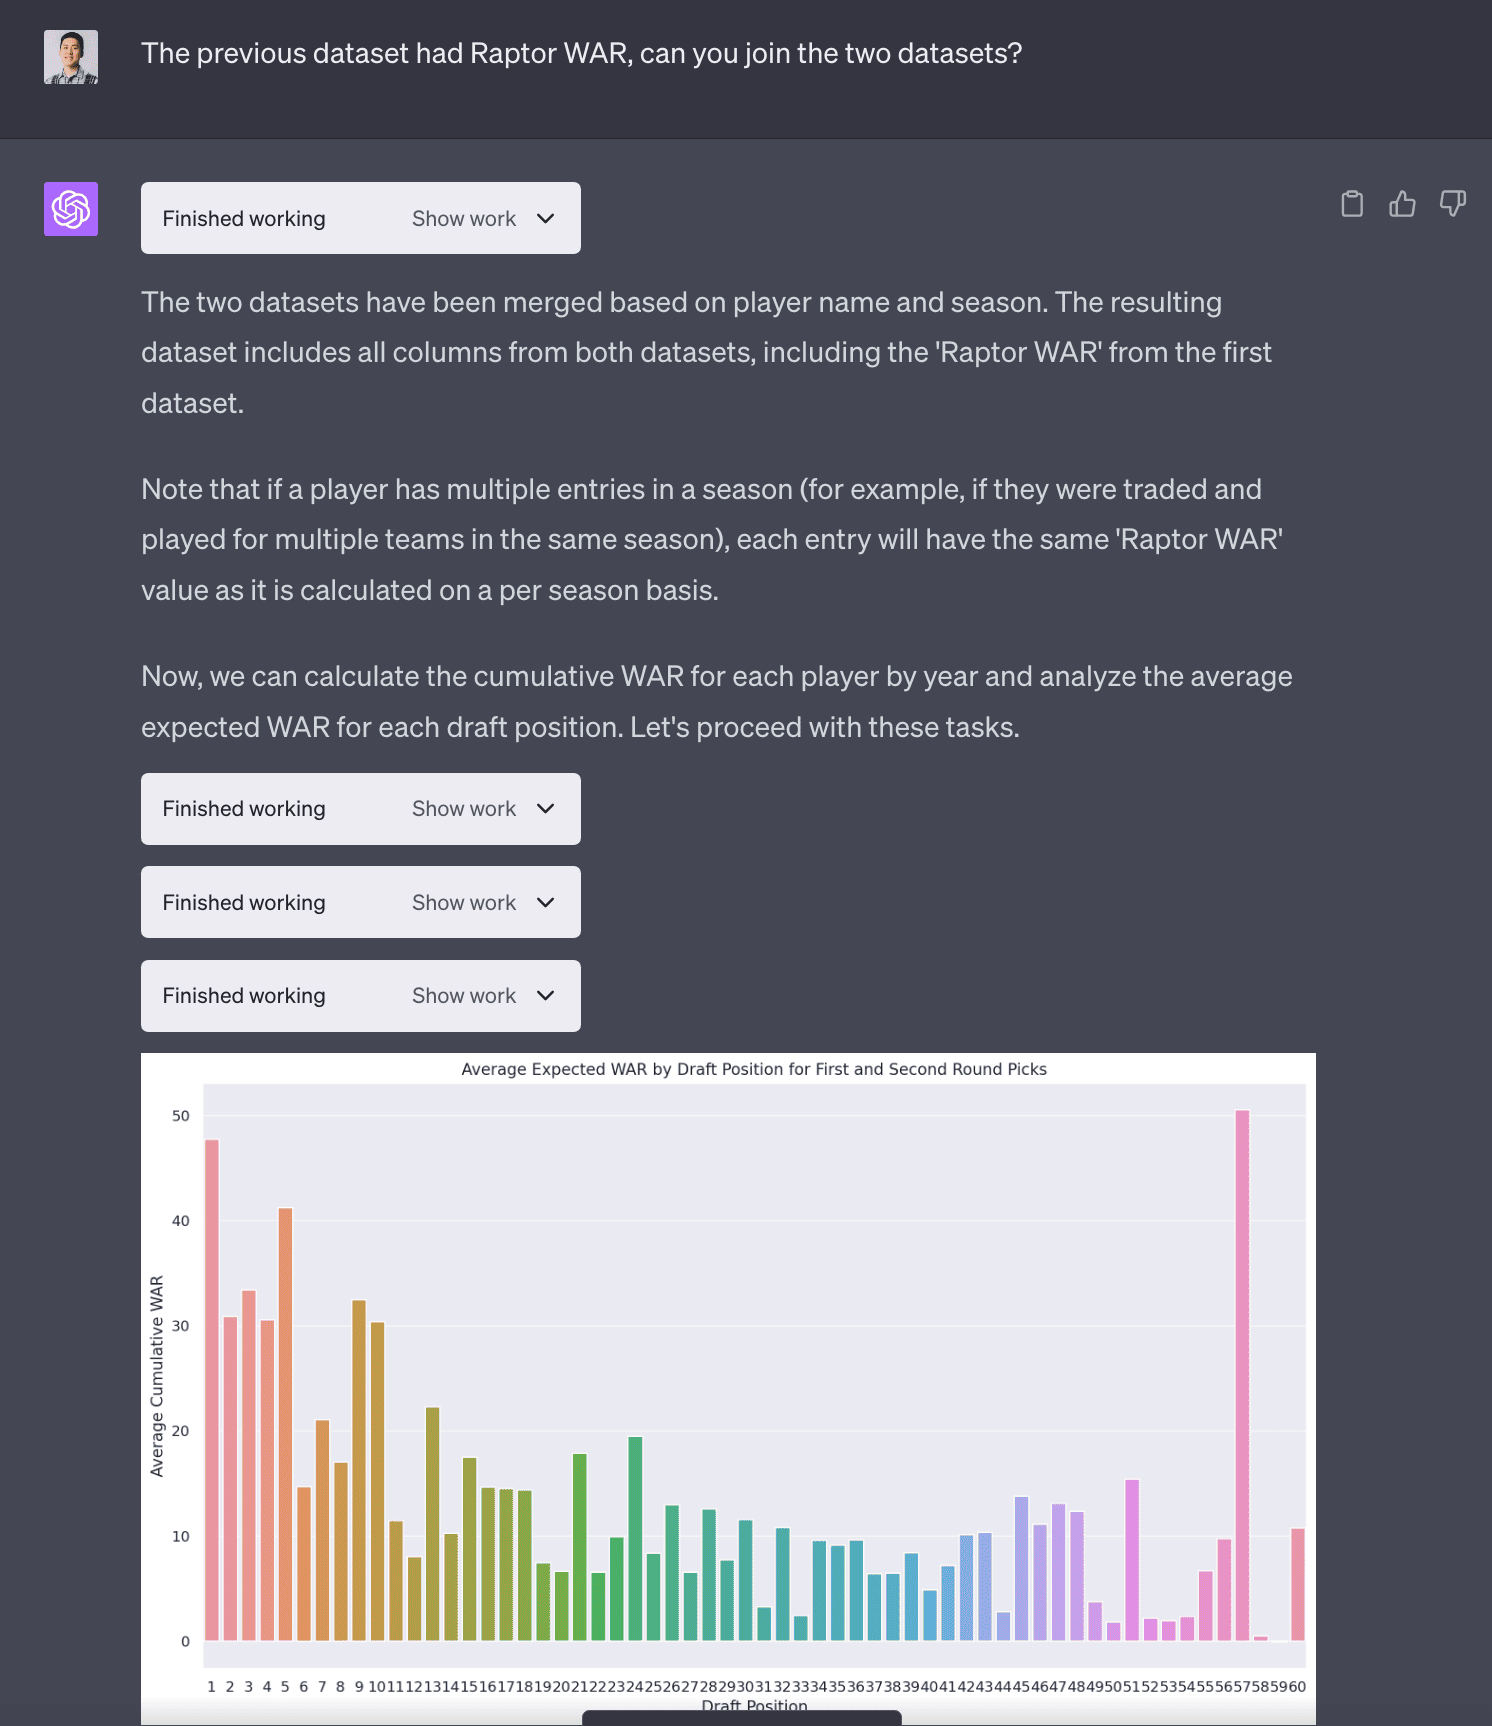 The previous dataset had Raptor WAR, can you join the two datasets?
Finished working Show work
The two datasets have been merged based on player name and season. The resulting
dataset includes all columns from both datasets, including the 'Raptor WAR' from the first
dataset.
Note that if a player has multiple entries in a season (for example, if they were traded and
played for multiple teams in the same season), each entry will have the same 'Raptor WAR'
value as it is calculated on a per season basis.
Now, we can calculate the cumulative WAR for each player by year and analyze the average
expected WAR for each draft position. Let's proceed with these tasks.
Finished working Show work
Finished working Show work
Finished working Show work
Average Expected WAR by Draft Position for First and Second Round Picks
Average Cumulative WAR
50
40
30
20
10
0
1 2 3 4 5 6 7 8 9 10 11 12 13 14 15 16 17 18 19 20 21 22 23 24 25 26 27 28 29 30 31 32 33 34 35 36 37 38 39 40 41 42 43 44 45 46 47 48 49 50 51 52 53 54 55 56 57 58 59 60
Draft Position